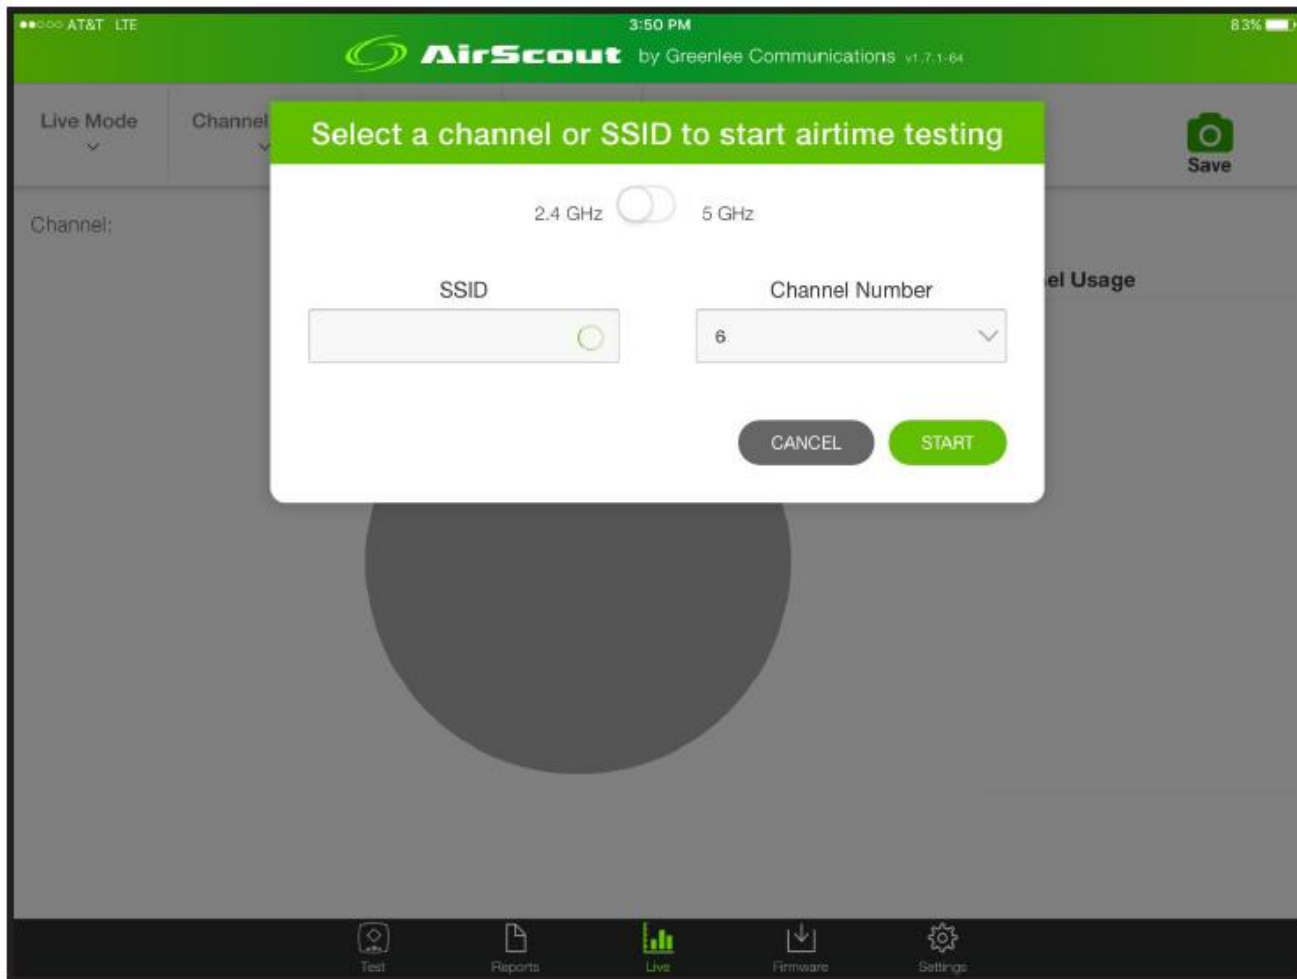 AT&T LTE
3:50 PM
83%
AirScout by Greenlee Communications v1.7.1-64
Live Mode
Channel
Save
Select a channel or SSID to start airtime testing
2.4 GHz
5 GHz
Channel:
SSID
Channel Number
el Usage
6
CANCEL
START
Test
Reports
Live
Firmware
Settings